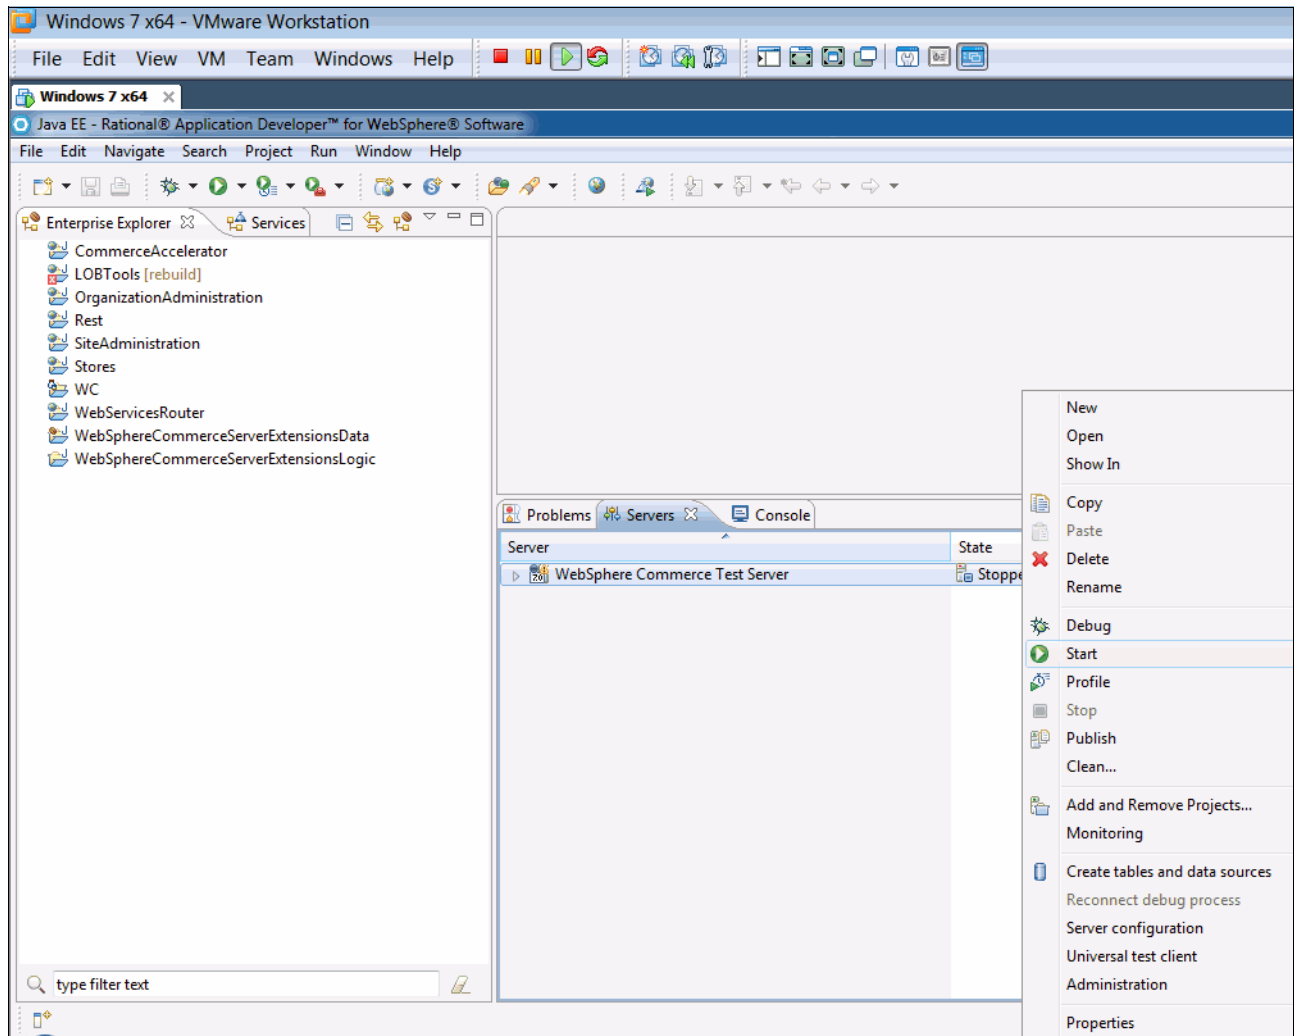 Windows 7 x64 - VMware Workstation
File Edit View VM Team Windows Help
Windows 7 x64
Java EE - Rational® Application Developer™ for WebSphere® Software
File Edit Navigate Search Project Run Window Help
Enterprise Explorer Services
CommerceAccelerator
LOBTools [rebuild]
OrganizationAdministration
Rest
SiteAdministration
Stores
WC
WebServicesRouter
WebSphereCommerceServerExtensionsData
WebSphereCommerceServerExtensionsLogic
type filter text
Problems Servers Console
Server State
WebSphere Commerce Test Server Stoppe
New
Open
Show In
Copy
Paste
Delete
Rename
Debug
Start
Profile
Stop
Publish
Clean...
Add and Remove Projects...
Monitoring
Create tables and data sources
Reconnect debug process
Server configuration
Universal test client
Administration
Properties